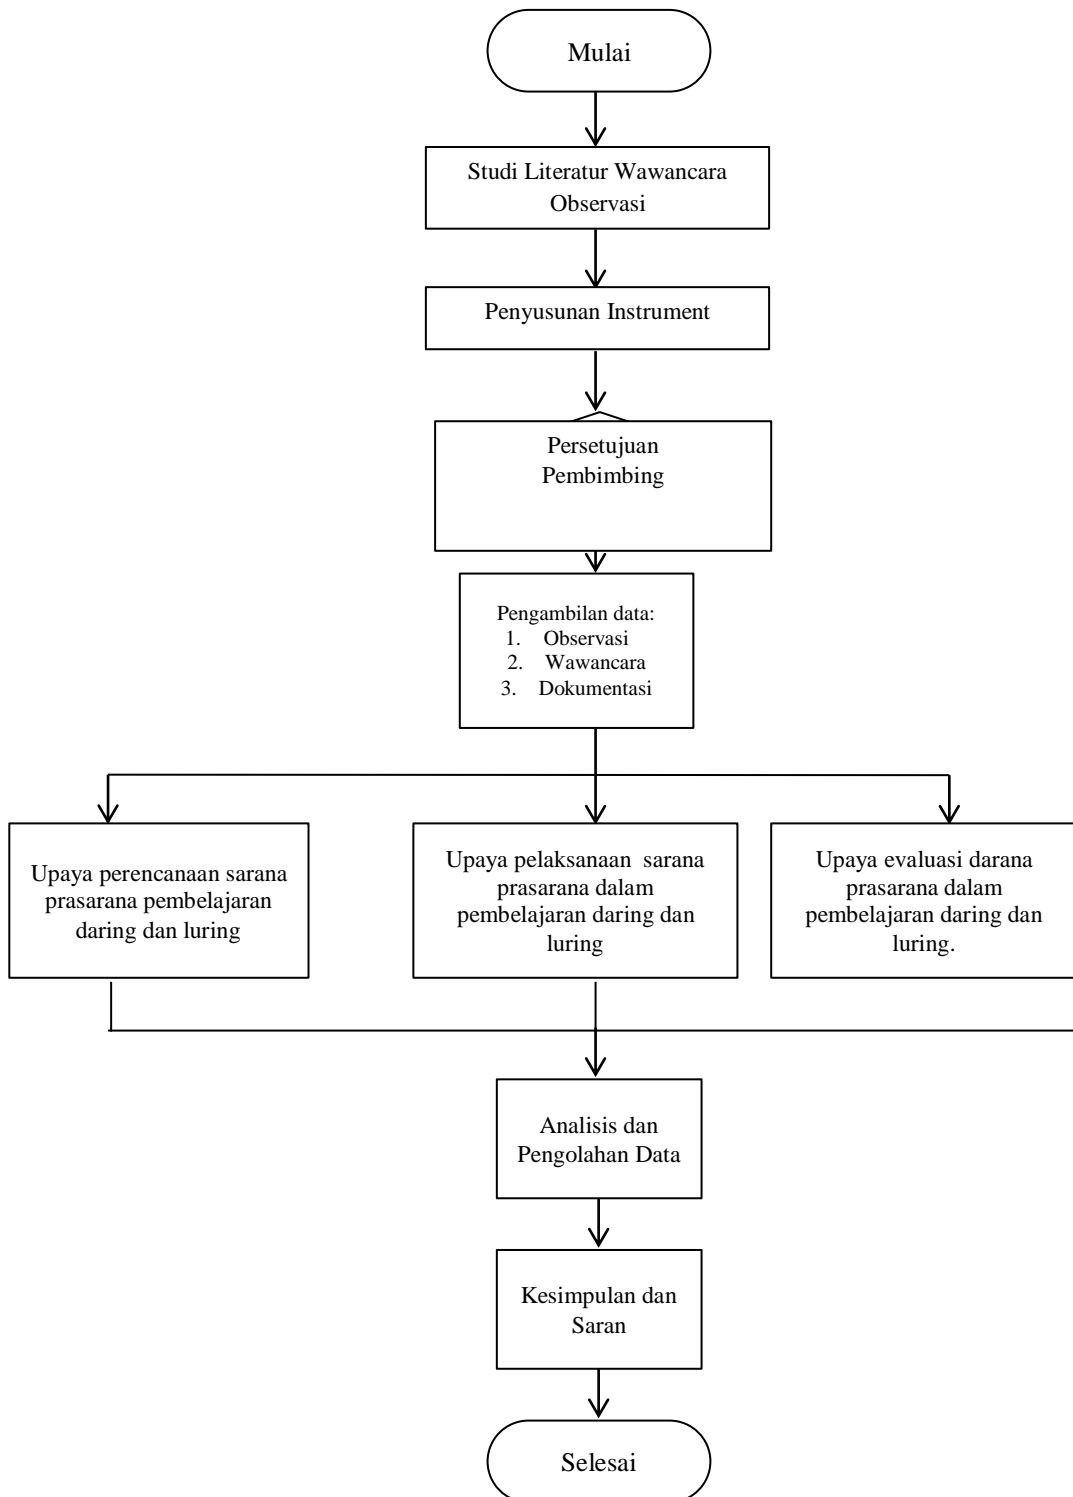 Mulai
Studi Literatur Wawancara
Observasi
Penyusunan Instrument
Persetujuan
Pembimbing
Pengambilan data:
1. Observasi
2. Wawancara
3. Dokumentasi
Upaya perencanaan sarana
prasarana pembelajaran
daring dan luring
Upaya pelaksanaan sarana
prasarana dalam
pembelajaran daring dan
luring
Upaya evaluasi darana
prasarana dalam
pembelajaran daring dan
luring.
Analisis dan
Pengolahan Data
Kesimpulan dan
Saran
Selesai